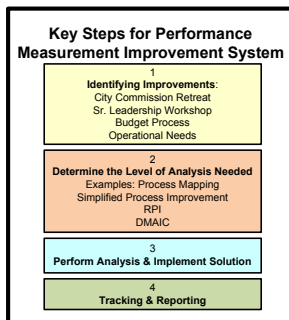 Key Steps for Performance
Measurement Improvement System
1
Identifying Improvements:
City Commission Retreat
Sr. Leadership Workshop
Budget Process
Operational Needs
2
Determine the Level of Analysis Needed
Examples: Process Mapping
Simplified Process Improvement
RPI
DMAIC
3
Perform Analysis & Implement Solution
4
Tracking & Reporting